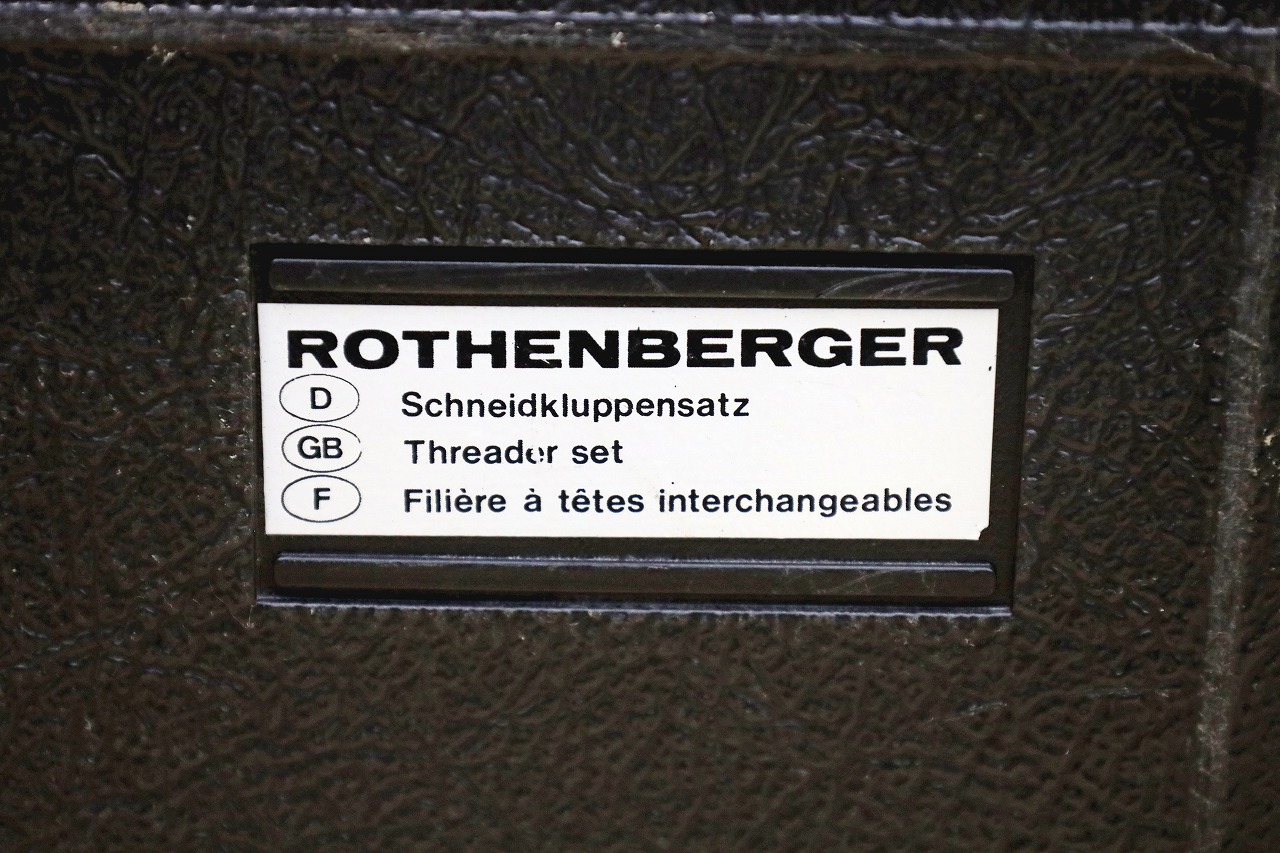 ROTHENBERGER
D Schneidkluppensatz
GB Threader set
F Filière à têtes interchangeables